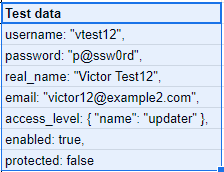 Test data
username: "vtest12",
password: "p@ssw0rd",
real_name: "Victor Test12",
email: "victor12@example2.com",
access_level: { "name": "updater" },
enabled: true,
protected: false